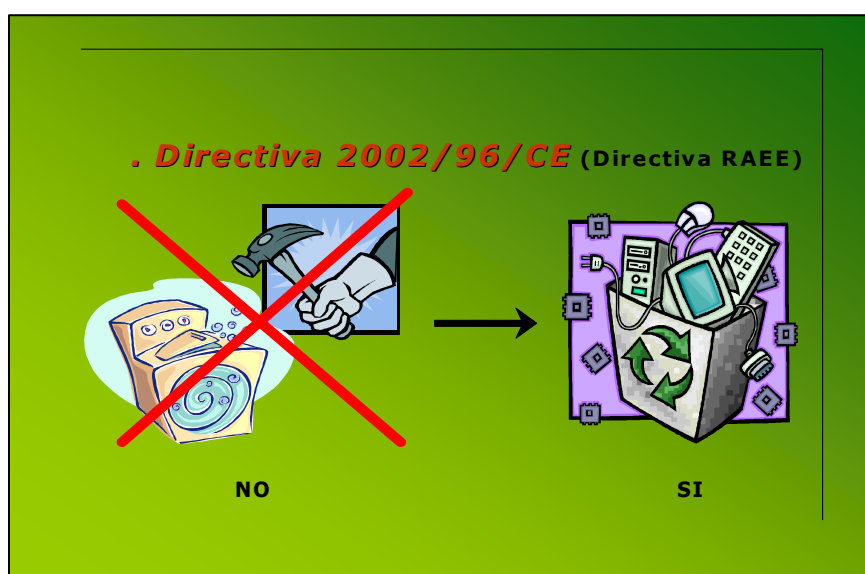 . Directiva 2002/96/CE (Directiva RAEE)
NO
SI